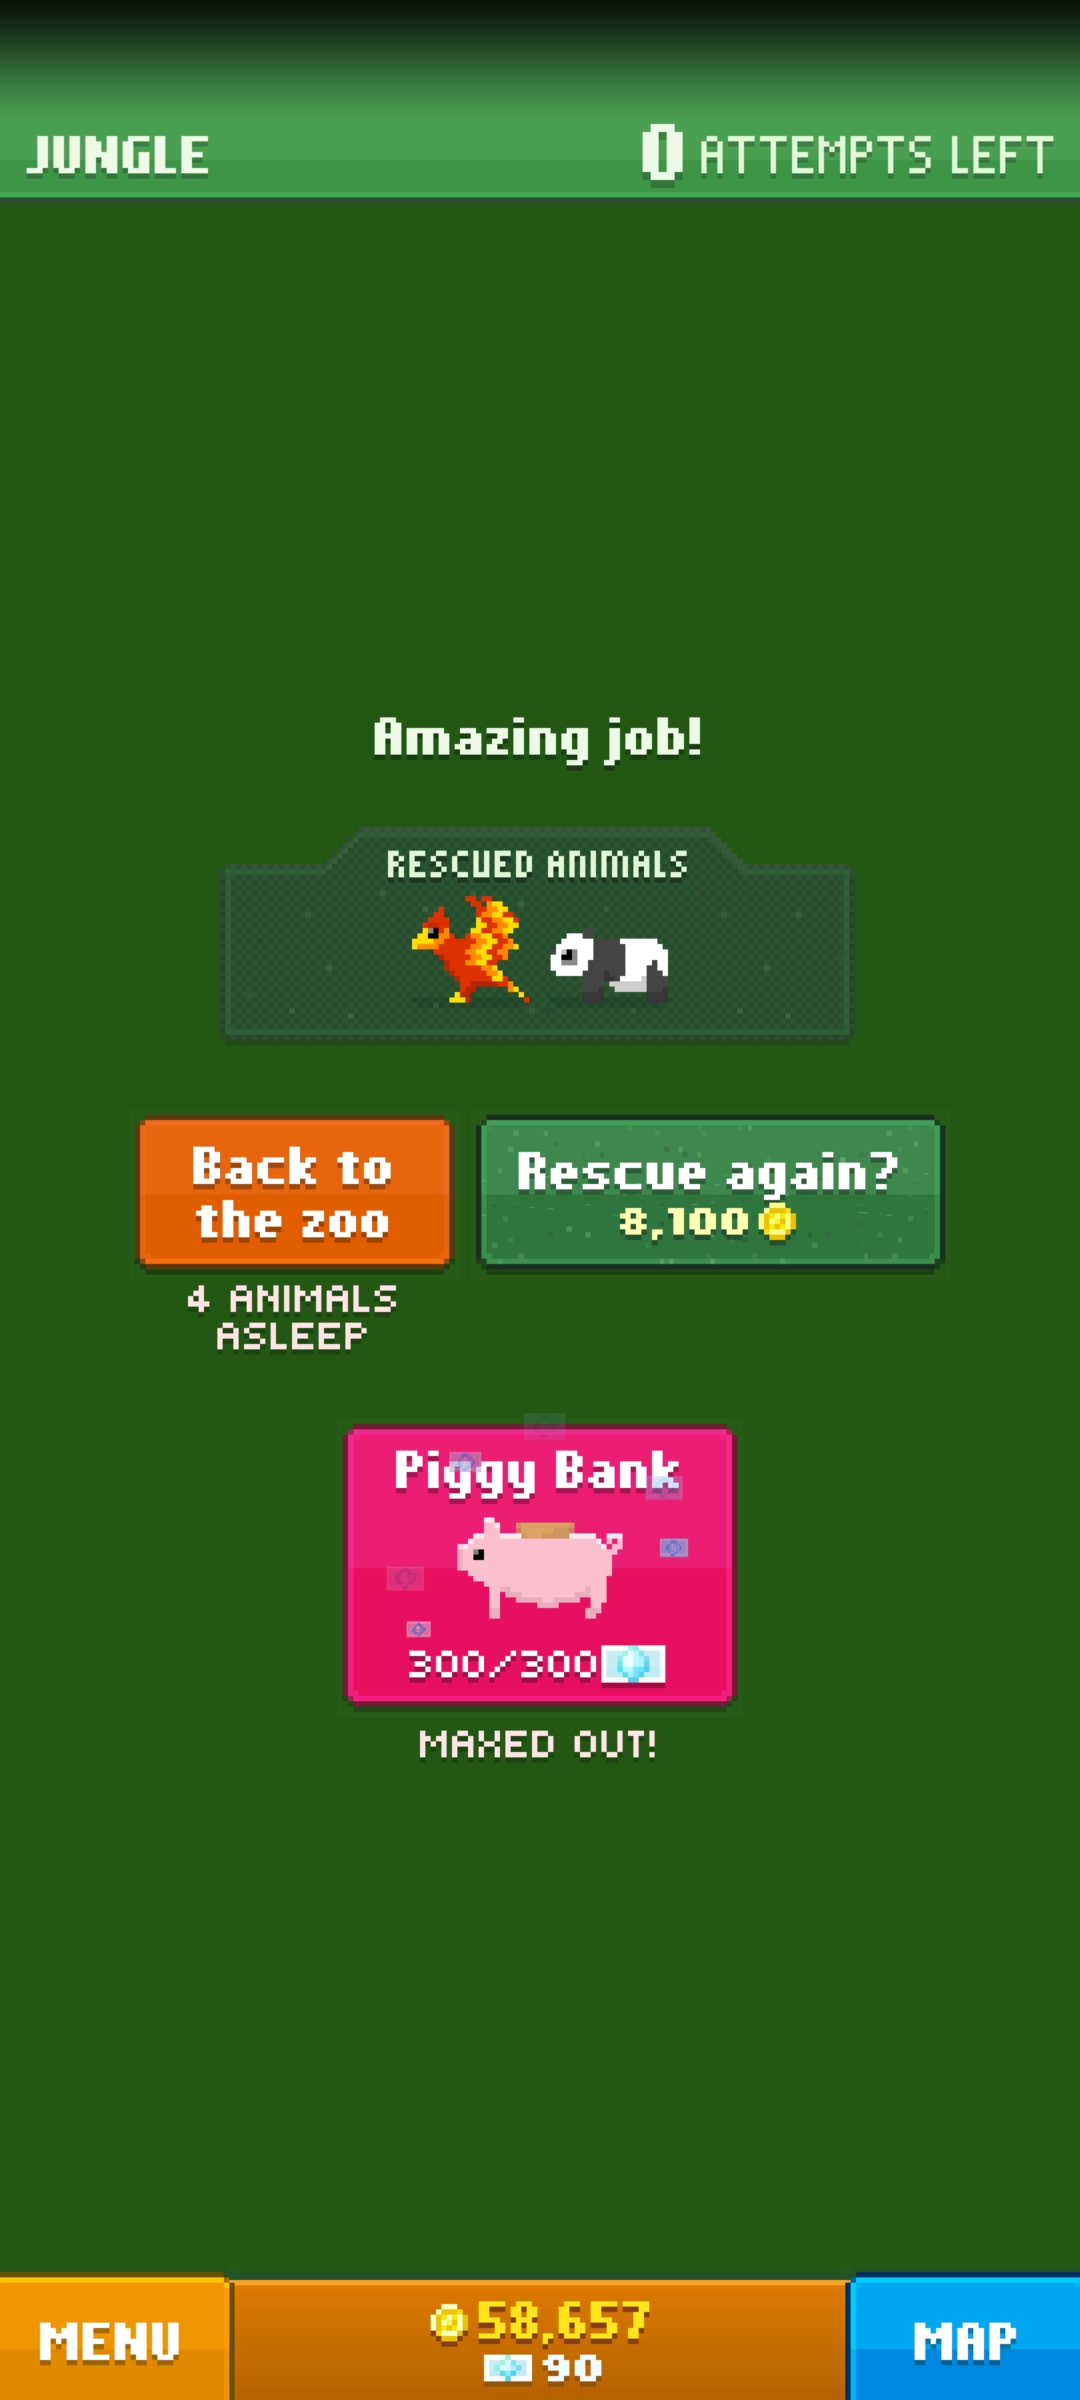 JUNGLE
0 ATTEMPTS LEFT
Amazing job!
RESCUED ANIMALS
Back to
the zoo
Rescue again?
8,100
4 ANIMALS
ASLEEP
Piggy Bank
300/300
MAXED OUT!
MENU
58,657
90
MAP